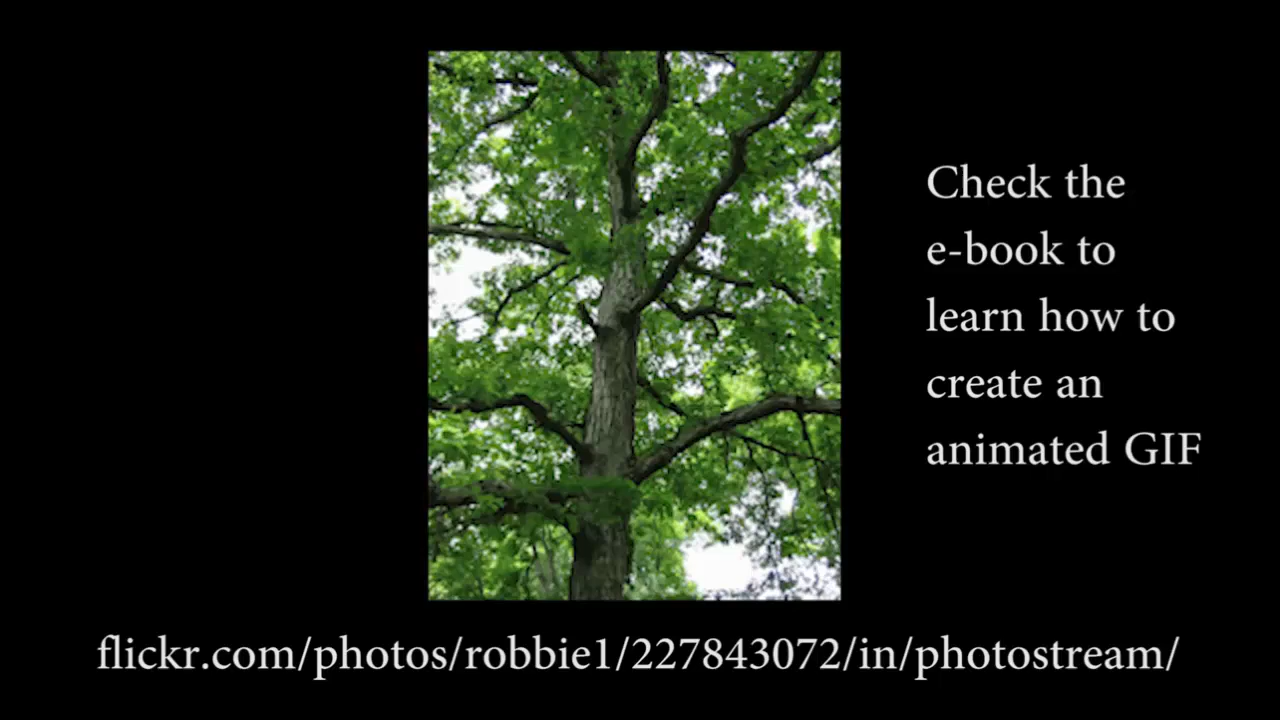 Check the
e-book to
learn how to
create an
animated GIF
flickr.com/photos/robbie1/227843072/in/photostream/